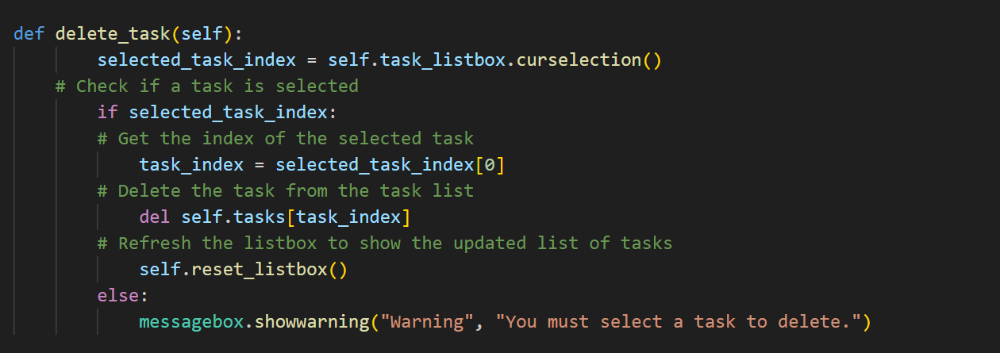 def delete_task(self):
        selected_task_index = self.task_listbox.curselection()
    # Check if a task is selected
        if selected_task_index:
        # Get the index of the selected task
            task_index = selected_task_index[0]
        # Delete the task from the task list
            del self.tasks[task_index]
        # Refresh the listbox to show the updated list of tasks
            self.reset_listbox()
        else:
            messagebox.showwarning("Warning", "You must select a task to delete.")